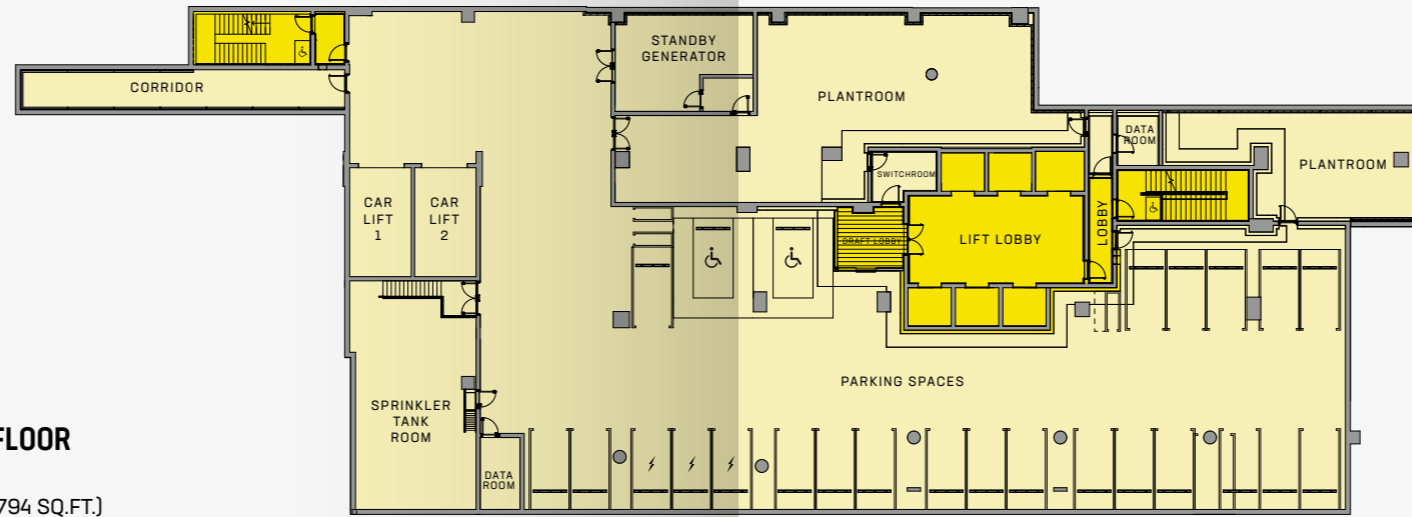 STANDBY
GENERATOR
CORRIDOR
PLANTROOM
DATA
ROOM
PLANTROOM
SWITCHROOM
CAR
LIFT
1
CAR
LIFT
2
DRAFT LOBBY
LIFT LOBBY
LOBBY
PARKING SPACES
SPRINKLER
TANK
ROOM
DATA
ROOM
FLOOR
794 SQ.FT.)